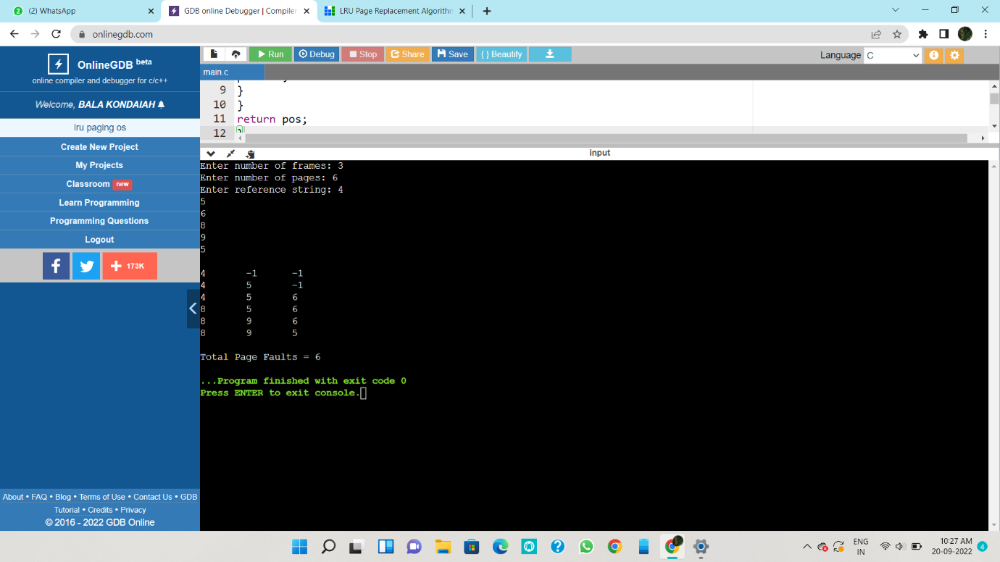 2 (2) WhatsApp
GDB online Debugger | Compiler
LRU Page Replacement Algorithm
onlinegdb.com
OnlineGDB beta
online compiler and debugger for c/c++
Welcome, BALA KONDAIAH
lru paging os
Create New Project
My Projects
Classroom new
Learn Programming
Programming Questions
Logout
f
173K
About • FAQ • Blog • Terms of Use • Contact Us • GDB
Tutorial • Credits • Privacy
© 2016 - 2022 GDB Online
Run Debug Stop Share Save { } Beautify
Language C
main.c
9 }
10 }
11 return pos;
12 }
input
Enter number of frames: 3
Enter number of pages: 6
Enter reference string: 4
5
6
8
9
5
4 -1 -1
4 5 -1
4 5 6
8 5 6
8 9 6
8 9 5
Total Page Faults = 6
...Program finished with exit code 0
Press ENTER to exit console.
ENG
IN
10:27 AM
20-09-2022
4